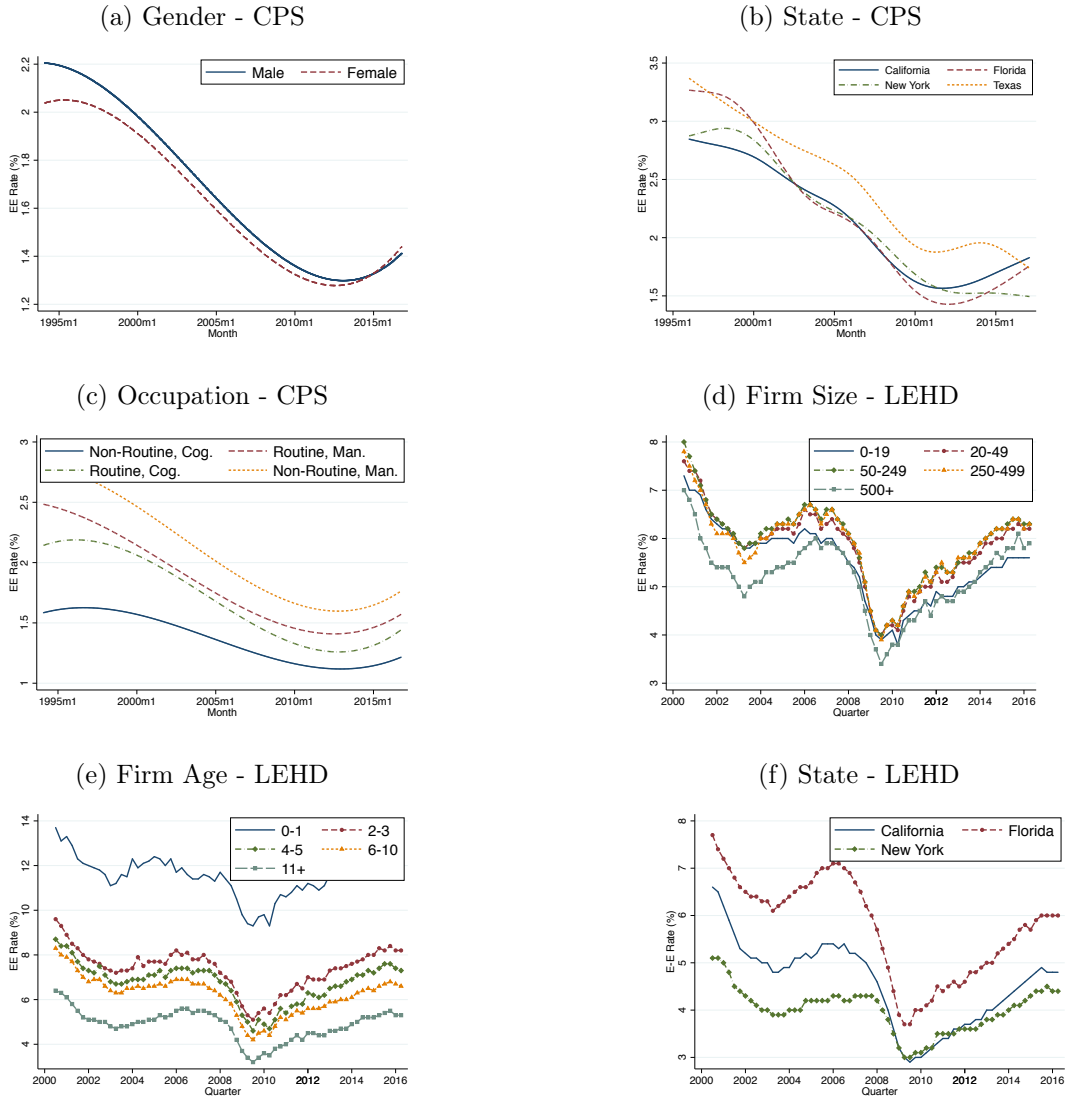 (a) Gender - CPS
(b) State - CPS
EE Rate (%)
2.2
2
1.8
1.6
1.4
1.2
Male Female
1995m1 2000m1 2005m1 2010m1 2015m1
Month
EE Rate (%)
3.5
3
2.5
2
1.5
California Florida
New York Texas
1995m1 2000m1 2005m1 2010m1 2015m1
Month
(c) Occupation - CPS
(d) Firm Size - LEHD
EE Rate (%)
3
2.5
2
1.5
1
Non-Routine, Cog. Routine, Man.
Routine, Cog. Non-Routine, Man.
1995m1 2000m1 2005m1 2010m1 2015m1
Month
EE Rate (%)
8
7
6
5
4
3
0-19 20-49
50-249 250-499
500+
2000 2002 2004 2006 2008 2010 2012 2014 2016
Quarter
(e) Firm Age - LEHD
(f) State - LEHD
EE Rate (%)
14
12
10
8
6
4
0-1 2-3
4-5 6-10
11+
2000 2002 2004 2006 2008 2010 2012 2014 2016
Quarter
E-E Rate (%)
8
7
6
5
4
3
California Florida
New York
2000 2002 2004 2006 2008 2010 2012 2014 2016
Quarter